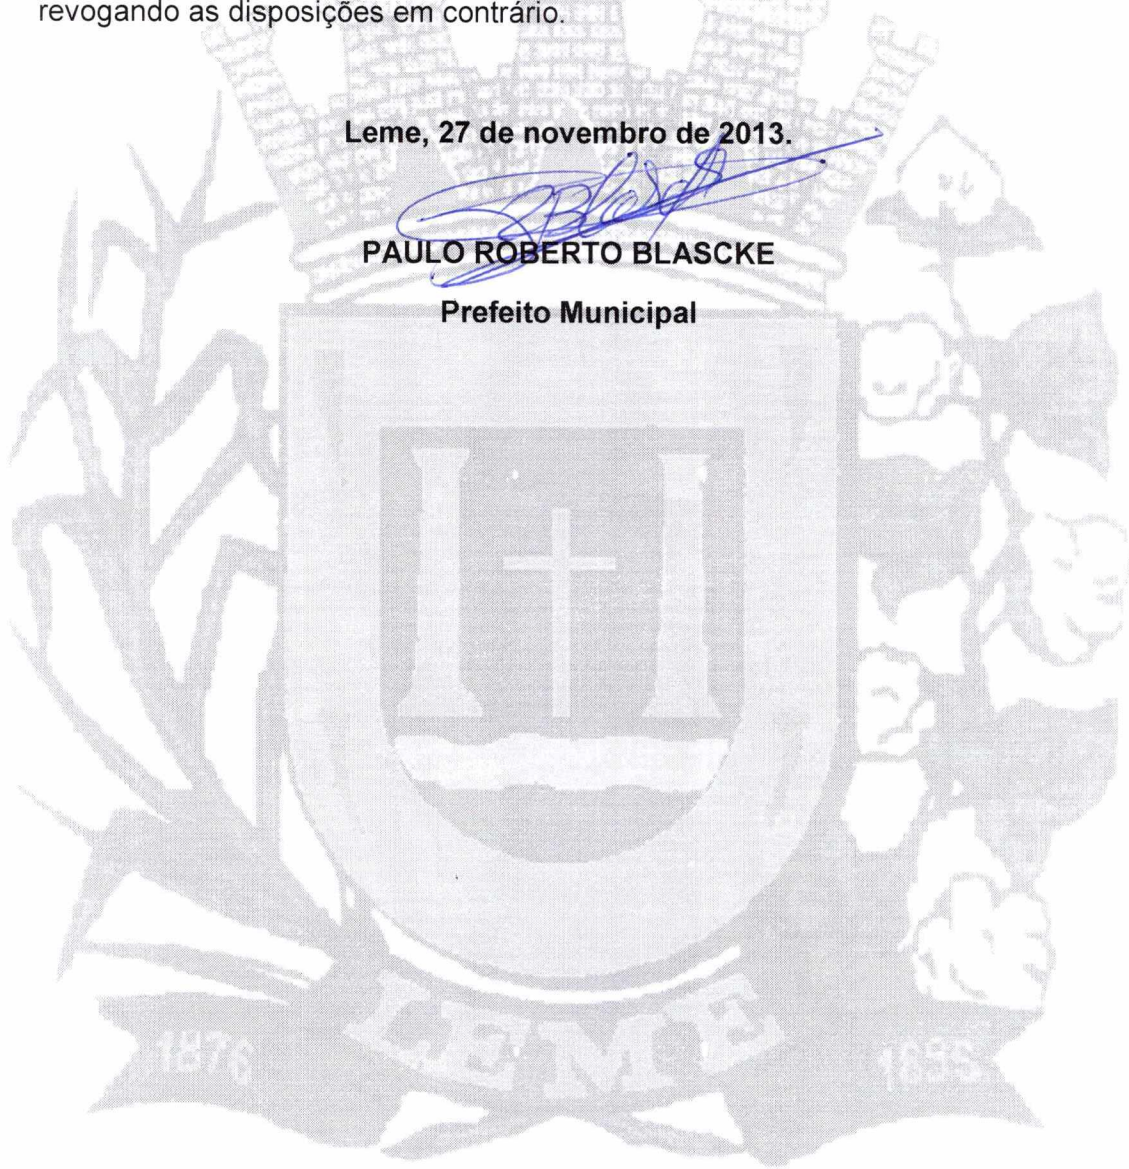 revogando as disposições em contrário.
Leme, 27 de novembro de 2013.
PAULO ROBERTO BLASCKE
Prefeito Municipal
1876
LEME
1895